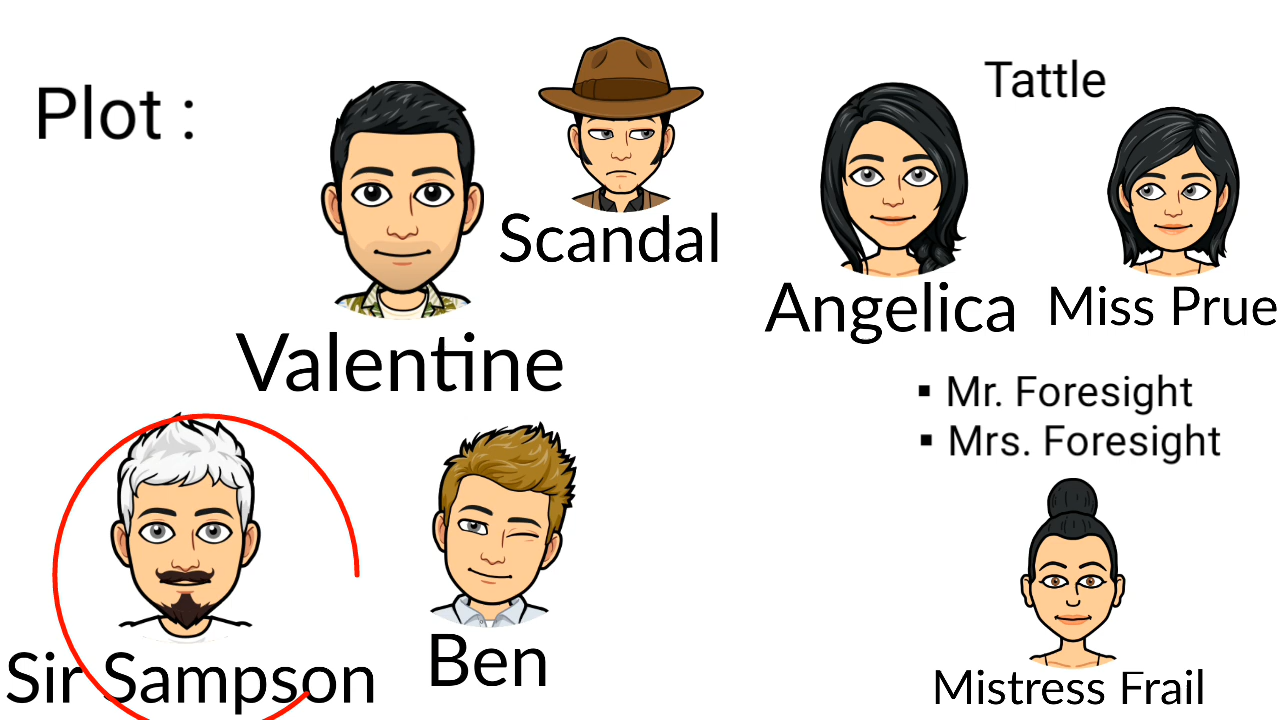 Plot :
Tattle
Scandal
Angelica
Miss Prue
Valentine
▪ Mr. Foresight
▪ Mrs. Foresight
Sir Sampson
Ben
Mistress Frail